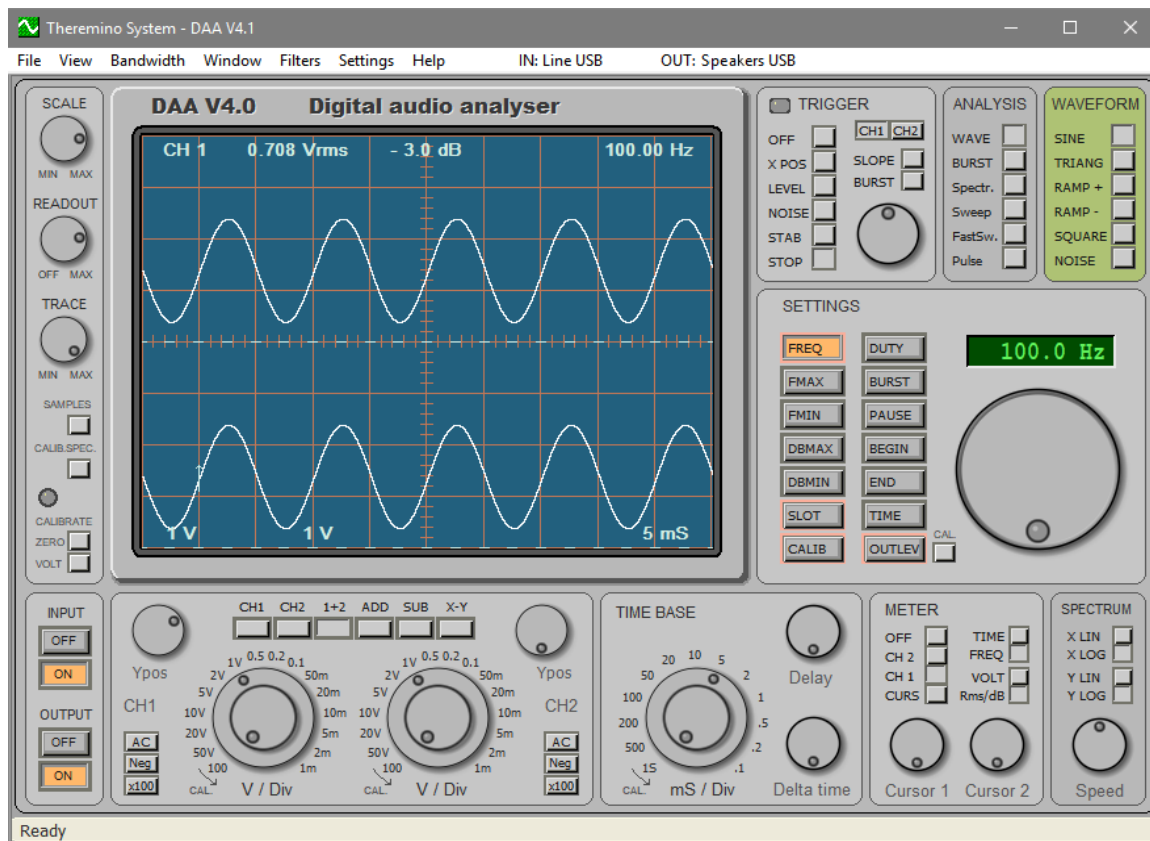 Theremino System - DAA V4.1
File View Bandwidth Window Filters Settings Help IN: Line USB OUT: Speakers USB
SCALE
MIN MAX
READOUT
OFF MAX
TRACE
MIN MAX
SAMPLES
CALIB.SPEC.
CALIBRATE
ZERO
VOLT
DAA V4.0 Digital audio analyser
CH 1 0.708 Vrms - 3.0 dB 100.00 Hz
1 V 1 V 5 mS
TRIGGER
OFF
X POS
LEVEL
NOISE
STAB
STOP
CH1 CH2
SLOPE
BURST
ANALYSIS
WAVE
BURST
Spectr.
Sweep
FastSw.
Pulse
WAVEFORM
SINE
TRIANG
RAMP +
RAMP -
SQUARE
NOISE
SETTINGS
FREQ DUTY
FMAX BURST
FMIN PAUSE
DBMAX BEGIN
DBMIN END
SLOT TIME
CALIB OUTLEV
CAL.
100.0 Hz
INPUT
OFF
ON
OUTPUT
OFF
ON
CH1 CH2 1+2 ADD SUB X-Y
Ypos
CH1
AC
Neg
x100
1V 0.5 0.2 0.1
2V 50m
5V 20m
10V 10m
20V 5m
50V 2m
100 1m
CAL. V / Div
1V 0.5 0.2 0.1
2V 50m
5V 20m
10V 10m
20V 5m
50V 2m
100 1m
CAL. V / Div
Ypos
CH2
AC
Neg
x100
TIME BASE
20 10 5
50 2
100 1
200 .5
500 .2
1S .1
CAL. mS / Div
Delay
Delta time
METER
OFF
CH 2
CH 1
CURS
TIME
FREQ
VOLT
Rms/dB
Cursor 1 Cursor 2
SPECTRUM
X LIN
X LOG
Y LIN
Y LOG
Speed
Ready